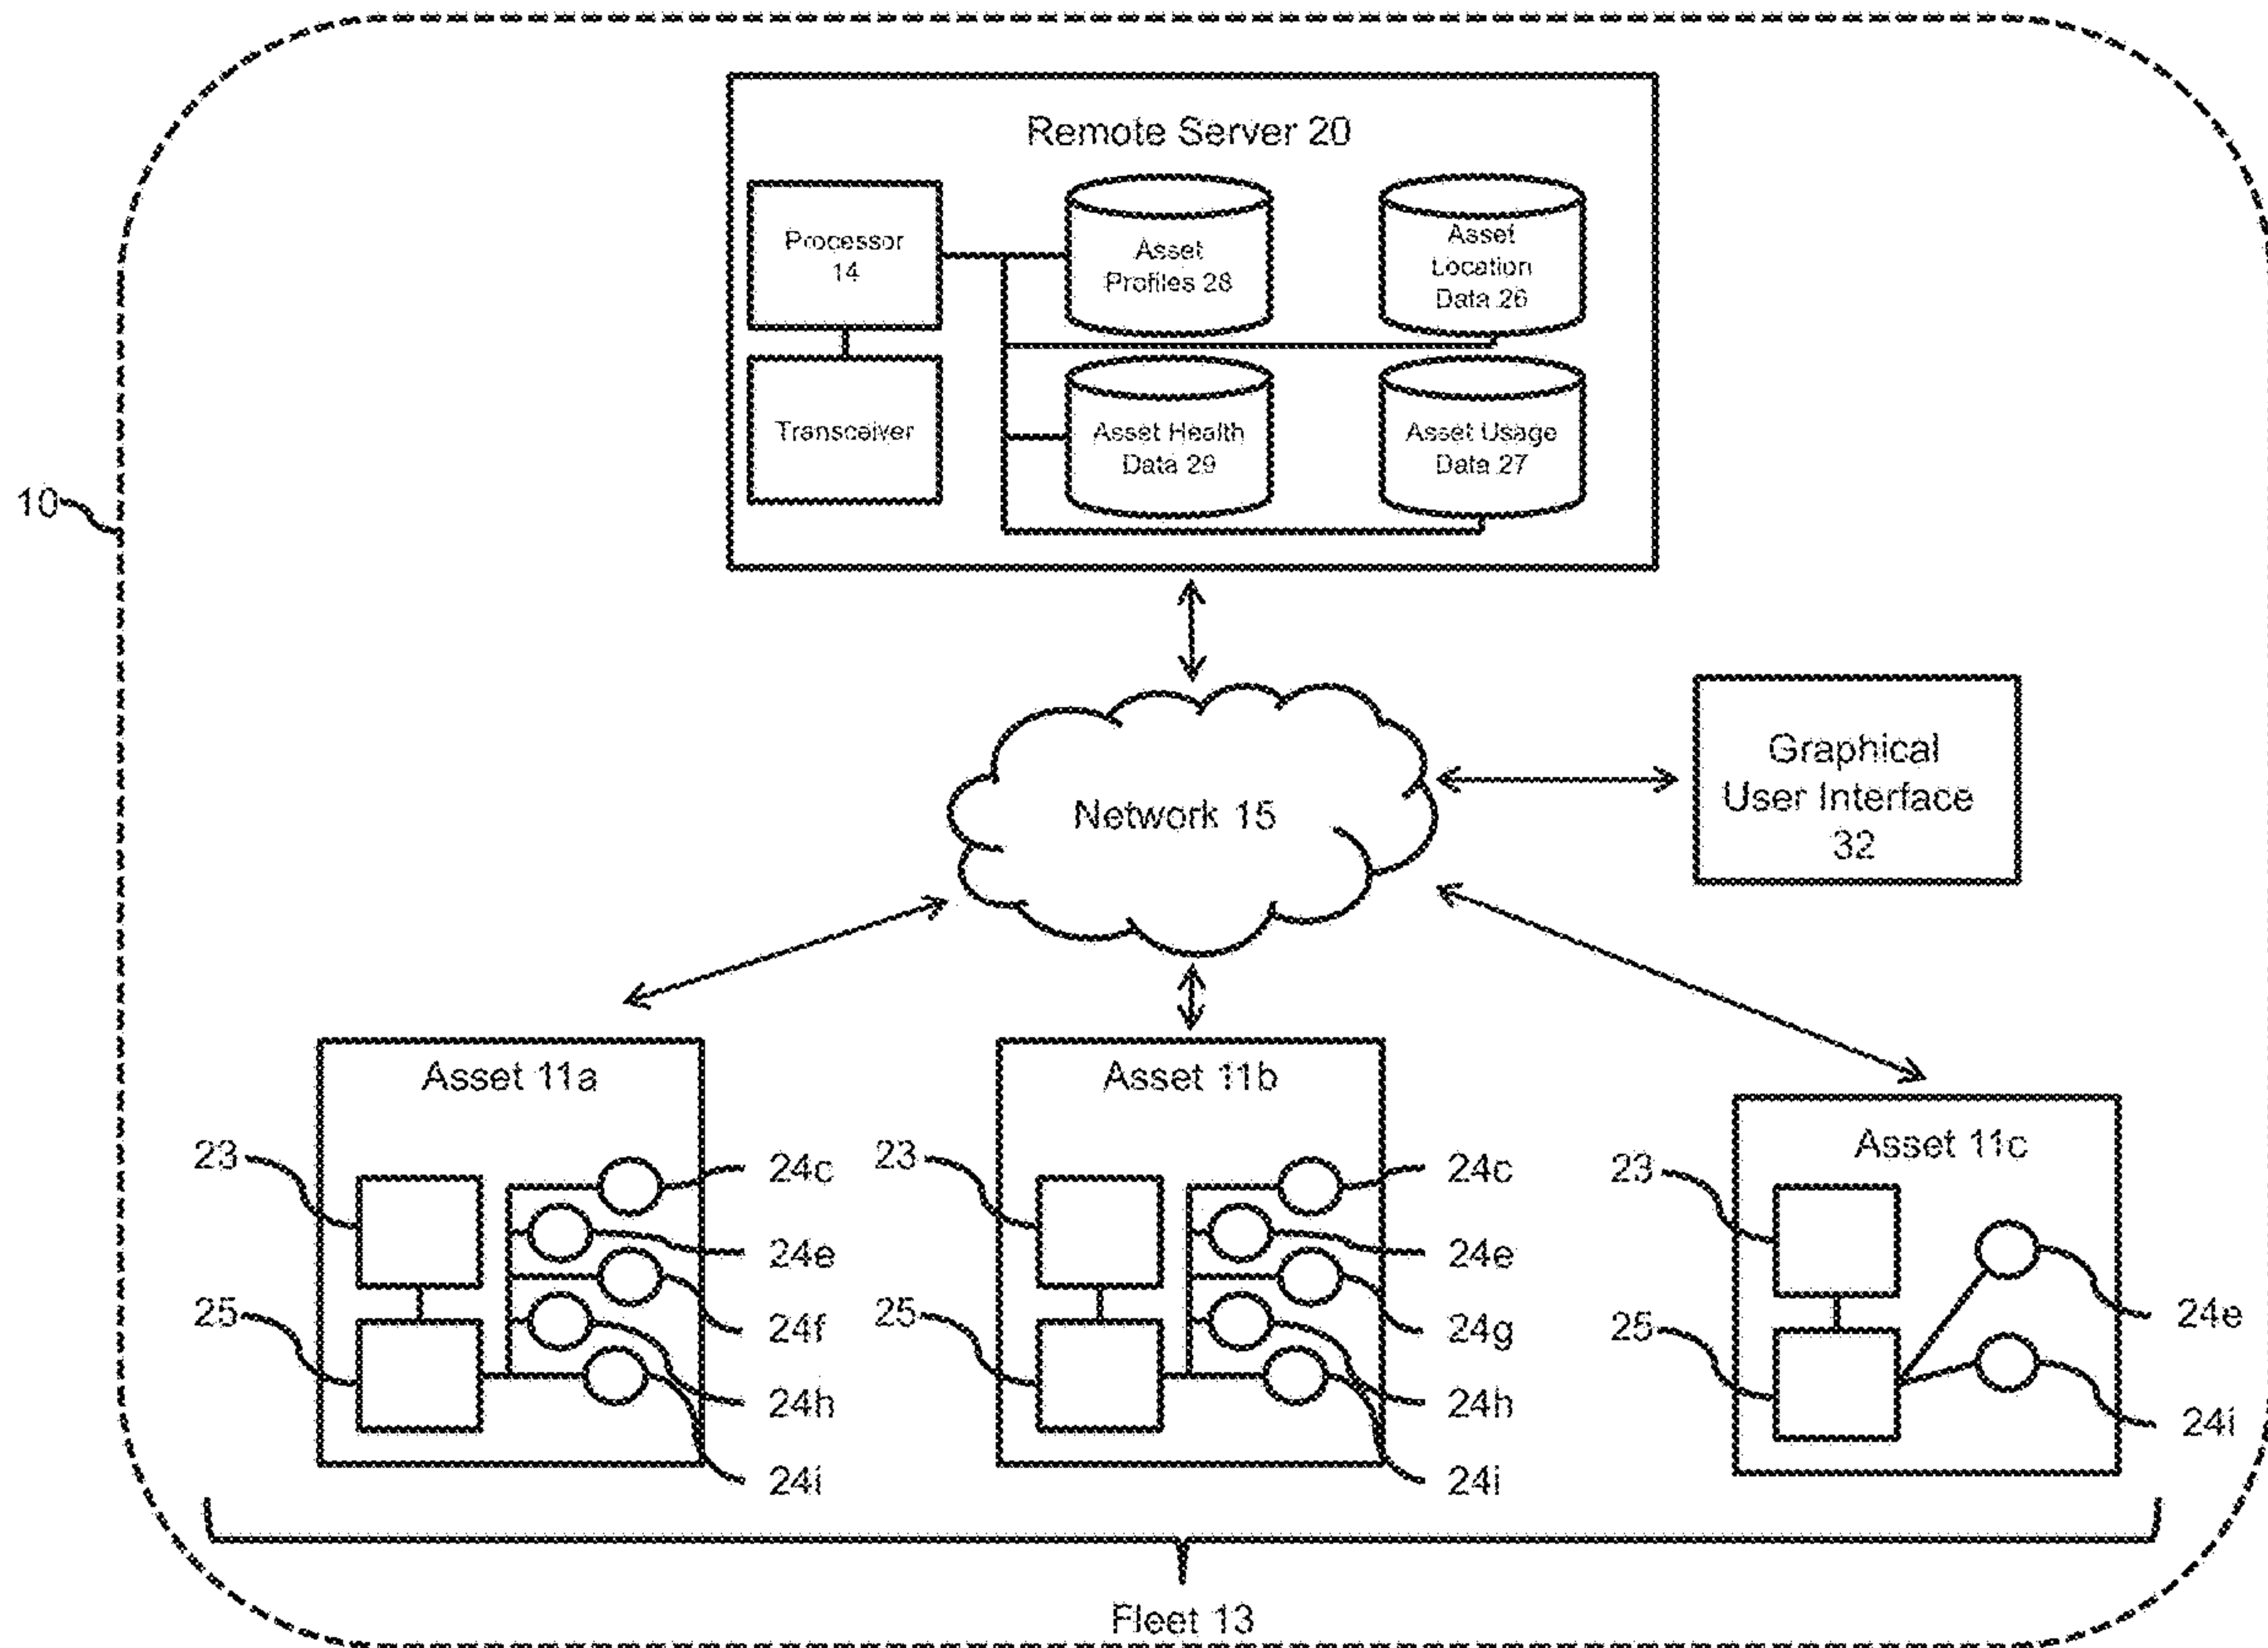 Remote Server 20
Processor
14
Asset
Profiles 28
Asset
Location
Data 26
Transceiver
Asset Health
Data 29
Asset Usage
Data 27
10
Network 15
Graphical
User Interface
32
Asset 11a
23
25
24c
24e
24f
24h
24i
Asset 11b
23
25
24c
24e
24g
24h
24i
Asset 11c
23
25
24e
24i
Fleet 13